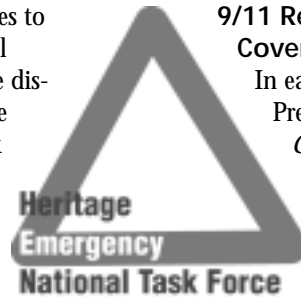 es to
l
e dis-
e
Heritage
Emergency
National Task Force
9/11 Re
Cover
In ea
Pre